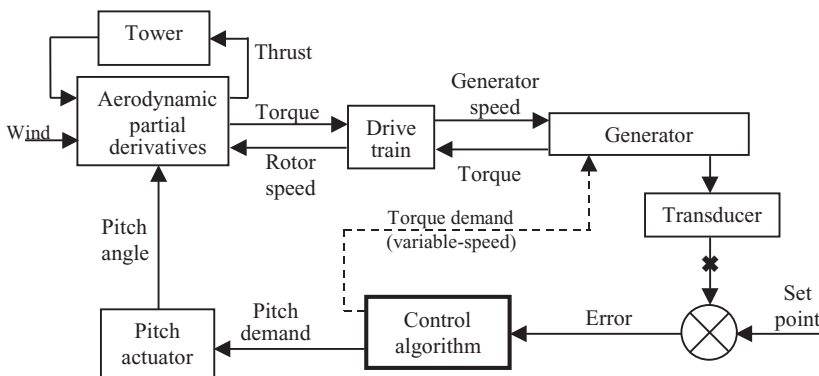 Tower
Thrust
Aerodynamic
partial
derivatives
Wind
Torque
Rotor
speed
Drive
train
Generator
speed
Torque
Generator
Transducer
Torque demand
(variable-speed)
Pitch
angle
Pitch
actuator
Pitch
demand
Control
algorithm
Error
Set
point